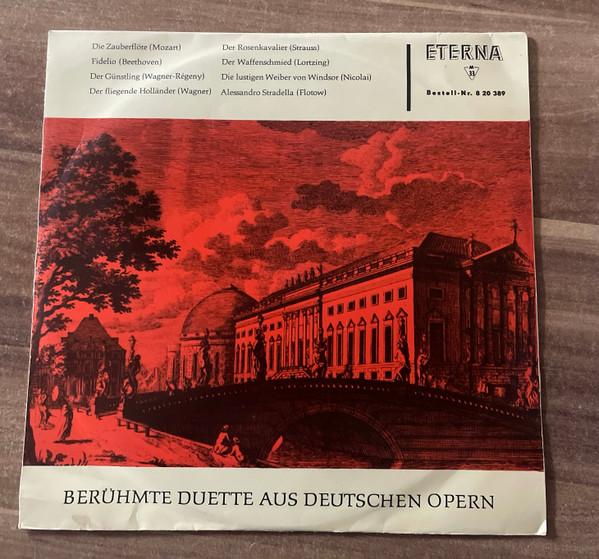 Die Zauberflöte (Mozart)
Fidelio (Beethoven)
Der Günstling (Wagner-Régeny)
Der fliegende Holländer (Wagner)
Der Rosenkavalier (Strauss)
Der Waffenschmied (Lortzing)
Die lustigen Weiber von Windsor (Nicolai)
Alessandro Stradella (Flotow)
ETERNA
M
33
Bestell-Nr. 8 20 389
BERÜHMTE DUETTE AUS DEUTSCHEN OPERN